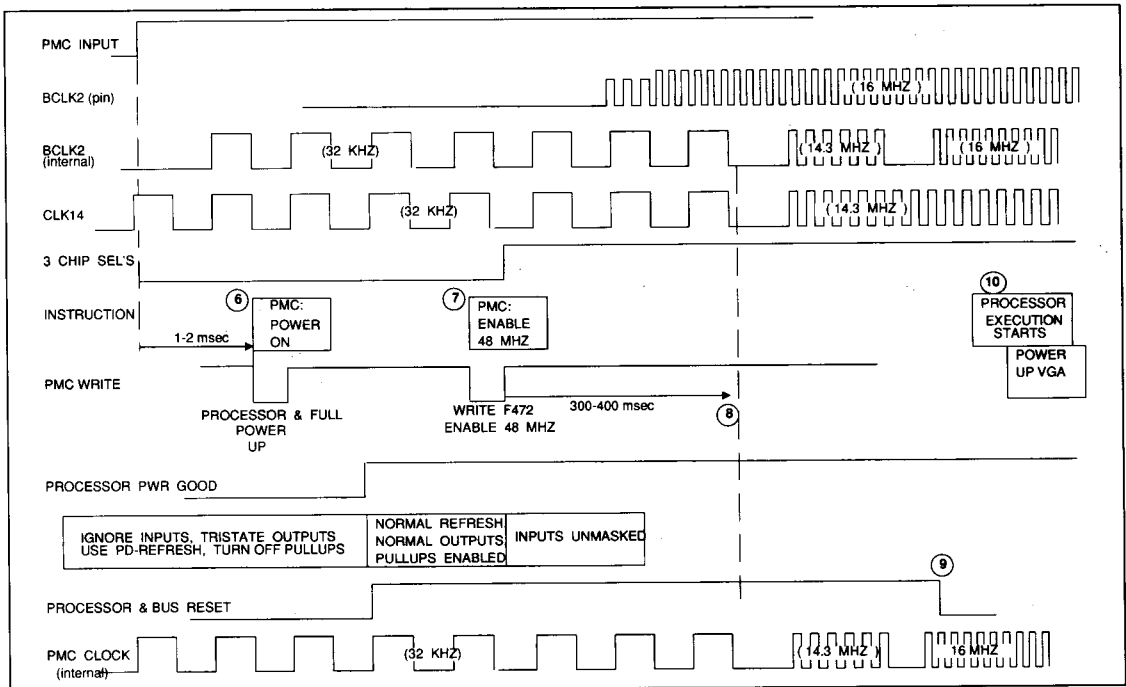 PMC INPUT
BCLK2 (pin)
( 16 MHZ )
BCLK2
(internal)
(32 KHZ)
( 14.3 MHZ )
( 16 MHZ )
CLK14
(32 KHZ)
( 14.3 MHZ )
3 CHIP SEL'S
INSTRUCTION
6
PMC:
POWER
ON
7
PMC:
ENABLE
48 MHZ
10
PROCESSOR
EXECUTION
STARTS
1-2 msec
POWER
UP VGA
PMC WRITE
PROCESSOR & FULL
POWER
UP
WRITE F472
ENABLE 48 MHZ
300-400 msec
8
PROCESSOR PWR GOOD
IGNORE INPUTS, TRISTATE OUTPUTS
USE PD-REFRESH, TURN OFF PULLUPS
NORMAL REFRESH
NORMAL OUTPUTS
PULLUPS ENABLED
INPUTS UNMASKED
9
PROCESSOR & BUS RESET
PMC CLOCK
(internal)
(32 KHZ)
( 14.3 MHZ )
16 MHZ